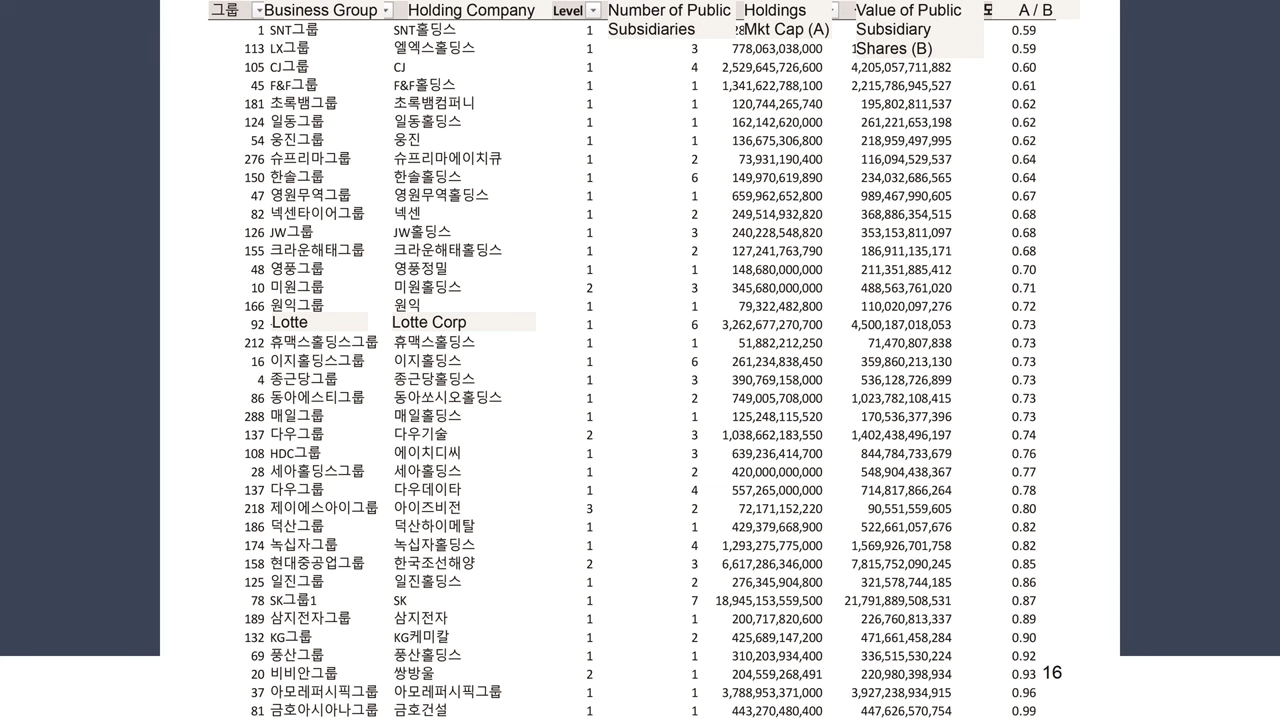 그룹 Business Group Holding Company Level Number of Public Subsidiaries Holdings Mkt Cap (A) Value of Public Subsidiary Shares (B) A / B
1 SNT그룹 SNT홀딩스 1 0.59
113 LX그룹 엘엑스홀딩스 1 3 778,063,038,000 0.59
105 CJ그룹 CJ 1 4 2,529,645,726,600 4,205,057,711,882 0.60
45 F&F그룹 F&F홀딩스 1 1 1,341,622,788,100 2,215,786,945,527 0.61
181 초록뱀그룹 초록뱀컴퍼니 1 1 120,744,265,740 195,802,811,537 0.62
124 일동그룹 일동홀딩스 1 1 162,142,620,000 261,221,653,198 0.62
54 웅진그룹 웅진 1 1 136,675,306,800 218,959,497,995 0.62
276 슈프리마그룹 슈프리마에이치큐 1 2 73,931,190,400 116,094,529,537 0.64
150 한솔그룹 한솔홀딩스 1 6 149,970,619,890 234,032,686,565 0.64
47 영원무역그룹 영원무역홀딩스 1 1 659,962,652,800 989,467,990,605 0.67
82 넥센타이어그룹 넥센 1 2 249,514,932,820 368,886,354,515 0.68
126 JW그룹 JW홀딩스 1 3 240,228,548,820 353,153,811,097 0.68
155 크라운해태그룹 크라운해태홀딩스 1 2 127,241,763,790 186,911,135,171 0.68
48 영풍그룹 영풍정밀 1 1 148,680,000,000 211,351,885,412 0.70
10 미원그룹 미원홀딩스 2 3 345,680,000,000 488,563,761,020 0.71
166 원익그룹 원익 1 1 79,322,482,800 110,020,097,276 0.72
92 Lotte Lotte Corp 1 6 3,262,677,270,700 4,500,187,018,053 0.73
212 휴맥스홀딩스그룹 휴맥스홀딩스 1 1 51,882,212,250 71,470,807,838 0.73
16 이지홀딩스그룹 이지홀딩스 1 6 261,234,838,450 359,860,213,130 0.73
4 종근당그룹 종근당홀딩스 1 3 390,769,158,000 536,128,726,899 0.73
86 동아에스티그룹 동아쏘시오홀딩스 1 2 749,005,708,000 1,023,782,108,415 0.73
288 매일그룹 매일홀딩스 1 1 125,248,115,520 170,536,377,396 0.73
137 다우그룹 다우기술 2 3 1,038,662,183,550 1,402,438,496,197 0.74
108 HDC그룹 에이치디씨 1 3 639,236,414,700 844,784,733,679 0.76
28 세아홀딩스그룹 세아홀딩스 1 2 420,000,000,000 548,904,438,367 0.77
137 다우그룹 다우데이타 1 4 557,265,000,000 714,817,866,264 0.78
218 제이에스아이그룹 아이즈비전 3 2 72,171,152,220 90,551,559,605 0.80
186 덕산그룹 덕산하이메탈 1 1 429,379,668,900 522,661,057,676 0.82
174 녹십자그룹 녹십자홀딩스 1 4 1,293,275,775,000 1,569,926,701,758 0.82
158 현대중공업그룹 한국조선해양 2 3 6,617,286,346,000 7,815,752,090,245 0.85
125 일진그룹 일진홀딩스 1 2 276,345,904,800 321,578,744,185 0.86
78 SK그룹1 SK 1 7 18,945,153,559,500 21,791,889,508,531 0.87
189 삼지전자그룹 삼지전자 1 1 200,717,820,600 226,760,813,337 0.89
132 KG그룹 KG케미칼 1 2 425,689,147,200 471,661,458,284 0.90
69 풍산그룹 풍산홀딩스 1 1 310,203,934,400 336,515,530,224 0.92
20 비비안그룹 쌍방울 2 1 204,559,268,491 220,980,398,934 0.93 16
37 아모레퍼시픽그룹 아모레퍼시픽그룹 1 1 3,788,953,371,000 3,927,238,934,915 0.96
81 금호아시아나그룹 금호건설 1 1 443,270,480,400 447,626,570,754 0.99